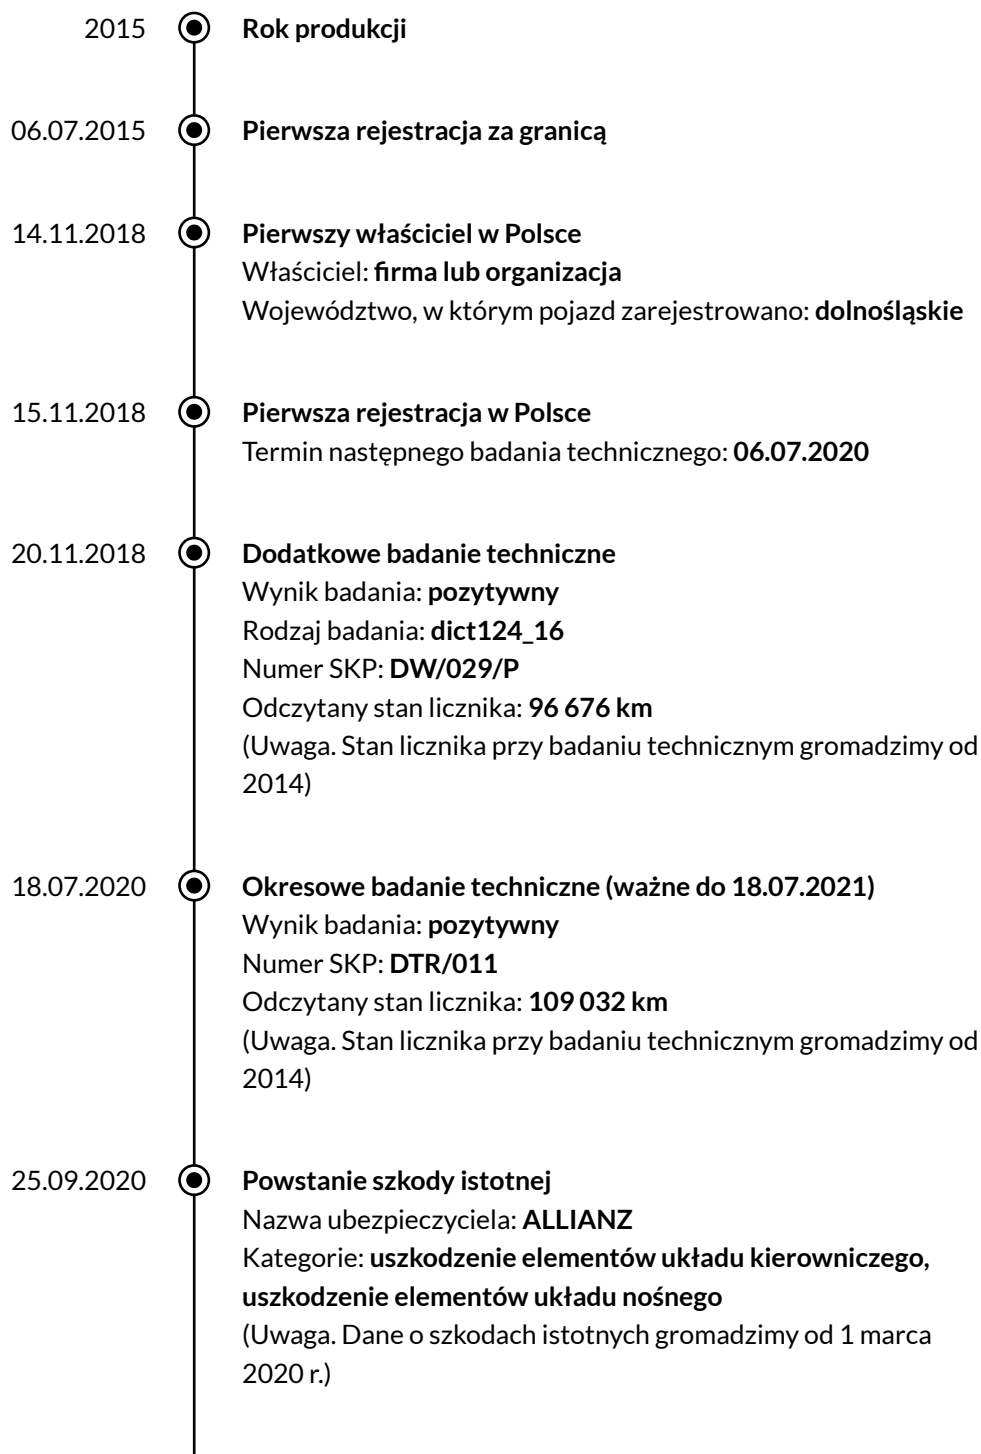 2015 Rok produkcji
06.07.2015 Pierwsza rejestracja za granicą
14.11.2018 Pierwszy właściciel w Polsce
Właściciel: firma lub organizacja
Województwo, w którym pojazd zarejestrowano: dolnośląskie
15.11.2018 Pierwsza rejestracja w Polsce
Termin następnego badania technicznego: 06.07.2020
20.11.2018 Dodatkowe badanie techniczne
Wynik badania: pozytywny
Rodzaj badania: dict124_16
Numer SKP: DW/029/P
Odczytany stan licznika: 96 676 km
(Uwaga. Stan licznika przy badaniu technicznym gromadzimy od
2014)
18.07.2020 Okresowe badanie techniczne (ważne do 18.07.2021)
Wynik badania: pozytywny
Numer SKP: DTR/011
Odczytany stan licznika: 109 032 km
(Uwaga. Stan licznika przy badaniu technicznym gromadzimy od
2014)
25.09.2020 Powstanie szkody istotnej
Nazwa ubezpieczyciela: ALLIANZ
Kategorie: uszkodzenie elementów układu kierowniczego,
uszkodzenie elementów układu nośnego
(Uwaga. Dane o szkodach istotnych gromadzimy od 1 marca
2020 r.)